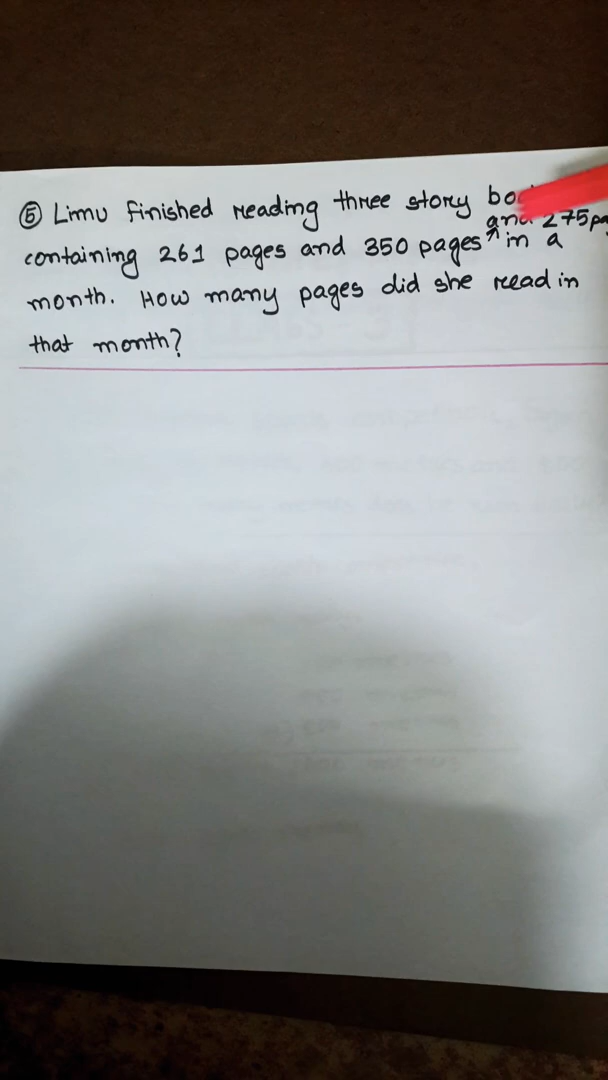 ⑤ Limu finished reading three story
and 275
containing 261 pages and 350 pages ^ in a
month. How many pages did she read in
that month?